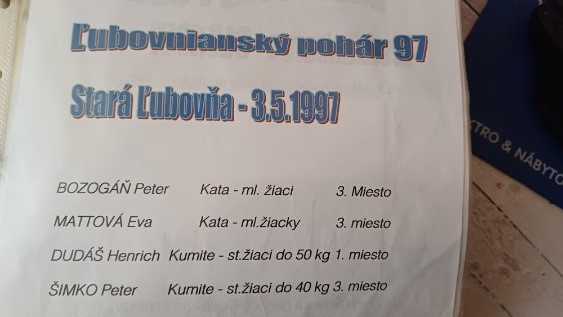 Ľubovniansky pohár 97
Stará Ľubovňa - 3.5.1997
BOZOGÁŇ Peter Kata - ml. žiaci 3. Miesto
MATTOVÁ Eva Kata - ml.žiacky 3. miesto
DUDÁŠ Henrich Kumite - st.žiaci do 50 kg 1. miesto
ŠIMKO Peter Kumite - st.žiaci do 40 kg 3. miesto
& NÁBYTO